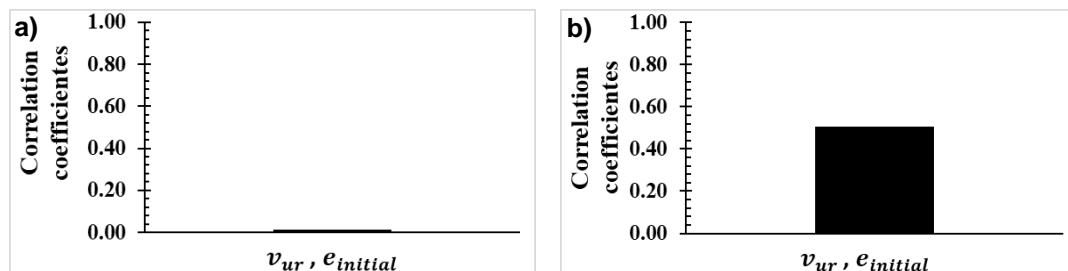 a)
Correlation
coefficientes
1.00
0.80
0.60
0.40
0.20
0.00
v_ur , e_initial
b)
Correlation
coefficientes
1.00
0.80
0.60
0.40
0.20
0.00
v_ur , e_initial